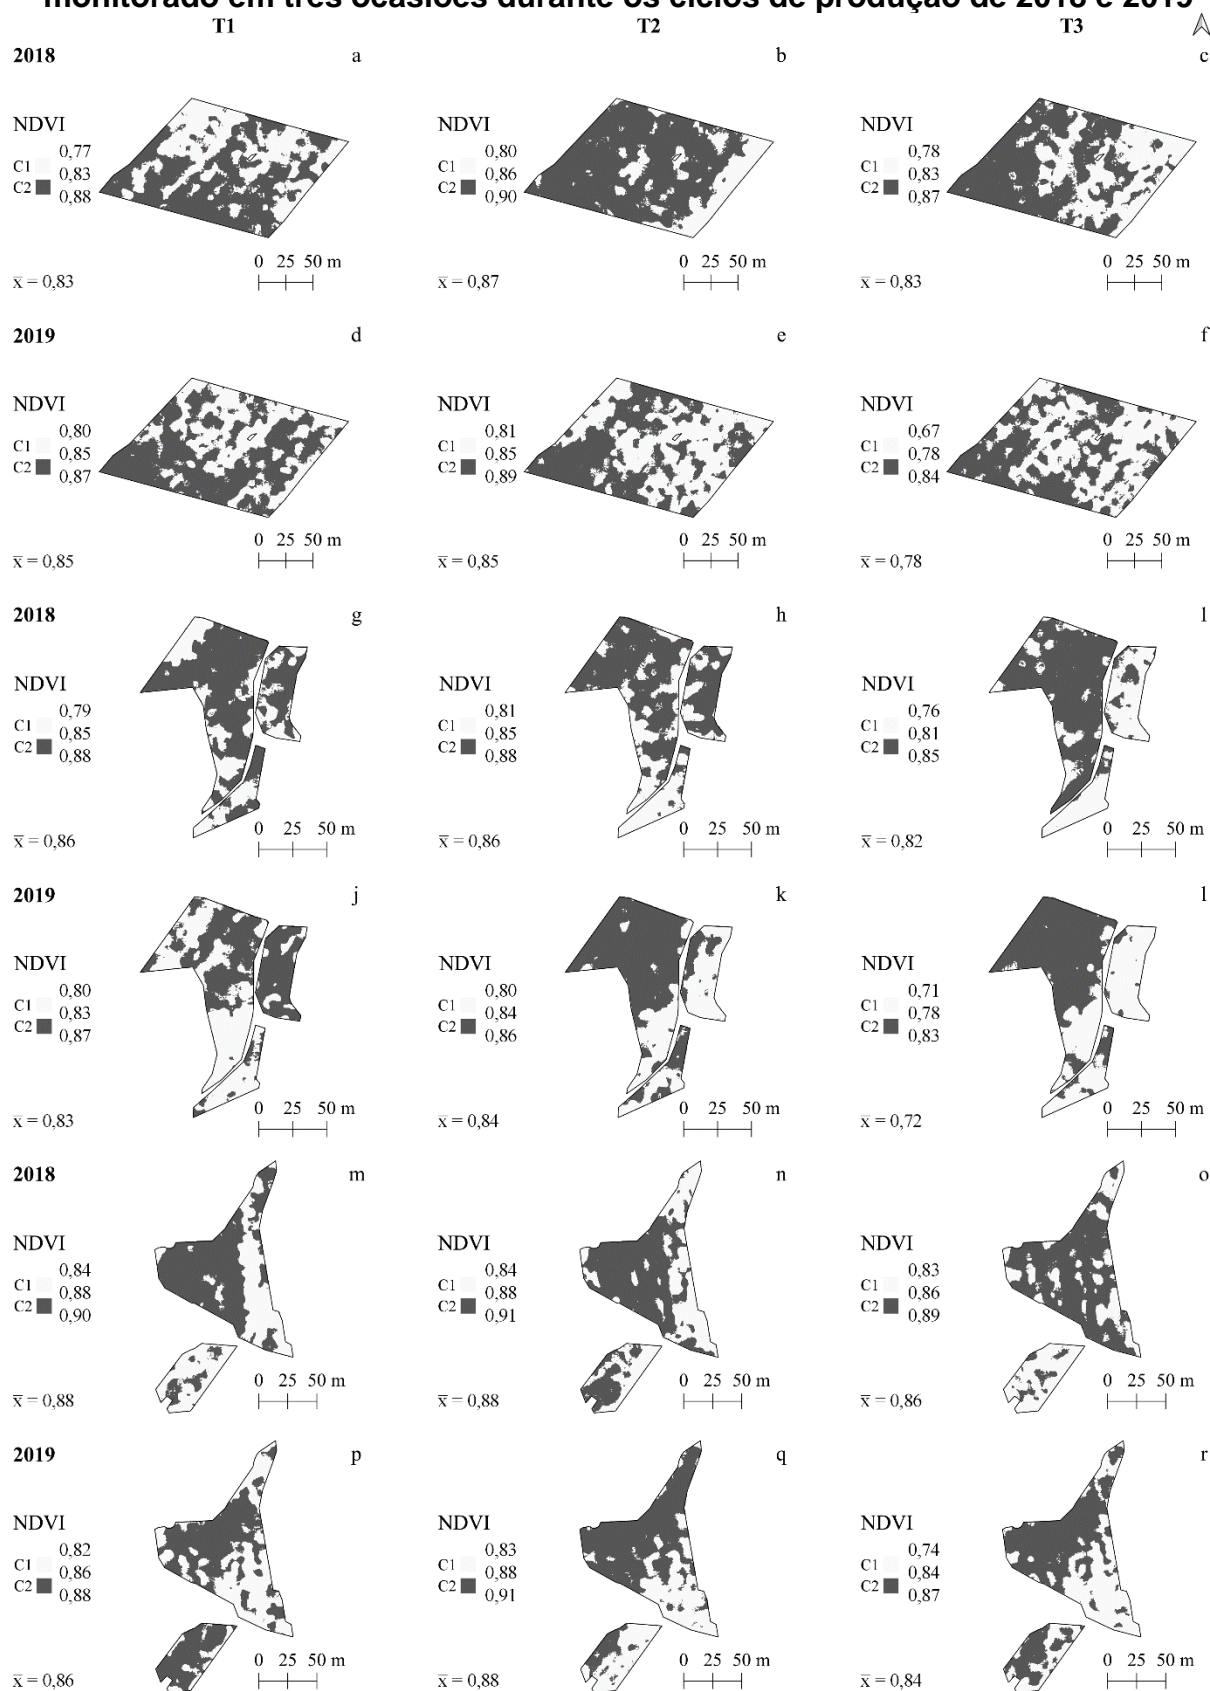 monitorado em três ocasiões durante os ciclos de produção de 2018 e 2019
T1 T2 T3
2018 a b c
NDVI NDVI NDVI
0,77 0,80 0,78
C1 0,83 C1 0,86 C1 0,83
C2 0,88 C2 0,90 C2 0,87
0 25 50 m 0 25 50 m 0 25 50 m
x̅ = 0,83 x̅ = 0,87 x̅ = 0,83
2019 d e f
NDVI NDVI NDVI
0,80 0,81 0,67
C1 0,85 C1 0,85 C1 0,78
C2 0,87 C2 0,89 C2 0,84
0 25 50 m 0 25 50 m 0 25 50 m
x̅ = 0,85 x̅ = 0,85 x̅ = 0,78
2018 g h l
NDVI NDVI NDVI
0,79 0,81 0,76
C1 0,85 C1 0,85 C1 0,81
C2 0,88 C2 0,88 C2 0,85
0 25 50 m 0 25 50 m 0 25 50 m
x̅ = 0,86 x̅ = 0,86 x̅ = 0,82
2019 j k l
NDVI NDVI NDVI
0,80 0,80 0,71
C1 0,83 C1 0,84 C1 0,78
C2 0,87 C2 0,86 C2 0,83
0 25 50 m 0 25 50 m 0 25 50 m
x̅ = 0,83 x̅ = 0,84 x̅ = 0,72
2018 m n o
NDVI NDVI NDVI
0,84 0,84 0,83
C1 0,88 C1 0,88 C1 0,86
C2 0,90 C2 0,91 C2 0,89
0 25 50 m 0 25 50 m 0 25 50 m
x̅ = 0,88 x̅ = 0,88 x̅ = 0,86
2019 p q r
NDVI NDVI NDVI
0,82 0,83 0,74
C1 0,86 C1 0,88 C1 0,84
C2 0,88 C2 0,91 C2 0,87
0 25 50 m 0 25 50 m 0 25 50 m
x̅ = 0,86 x̅ = 0,88 x̅ = 0,84